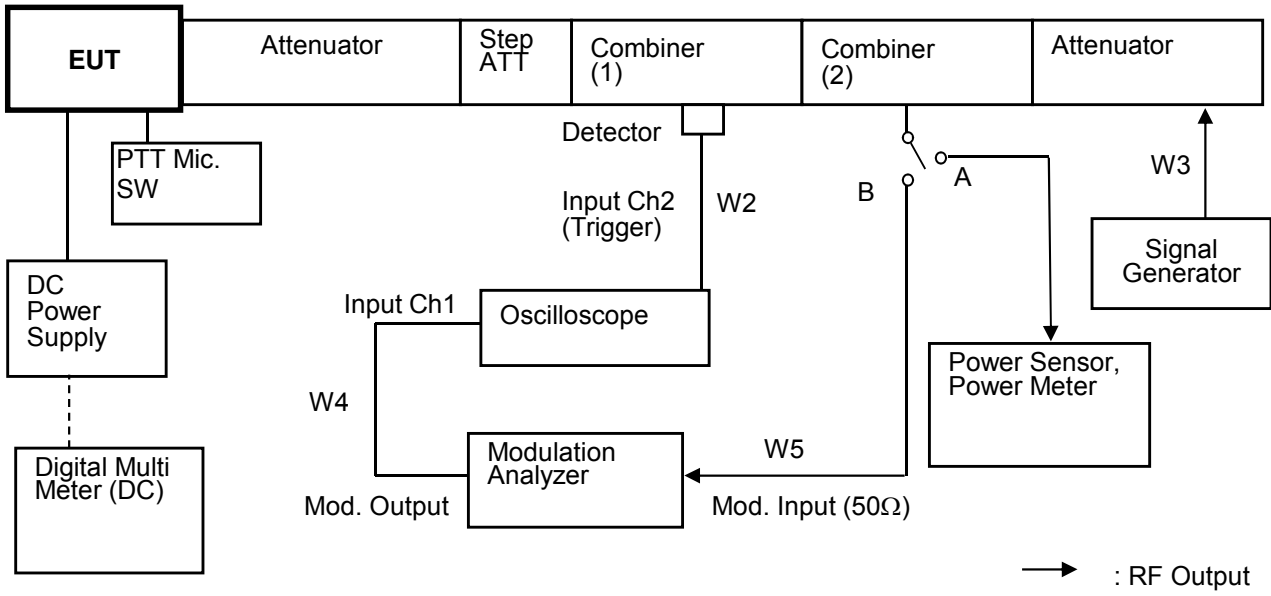 EUT
Attenuator
Step
ATT
Combiner
(1)
Combiner
(2)
Attenuator
Detector
PTT Mic.
SW
Input Ch2
(Trigger)
W2
B
A
W3
Signal
Generator
DC
Power
Supply
Input Ch1
Oscilloscope
Power Sensor,
Power Meter
W4
Digital Multi
Meter (DC)
Modulation
Analyzer
W5
Mod. Output
Mod. Input (50Ω)
: RF Output